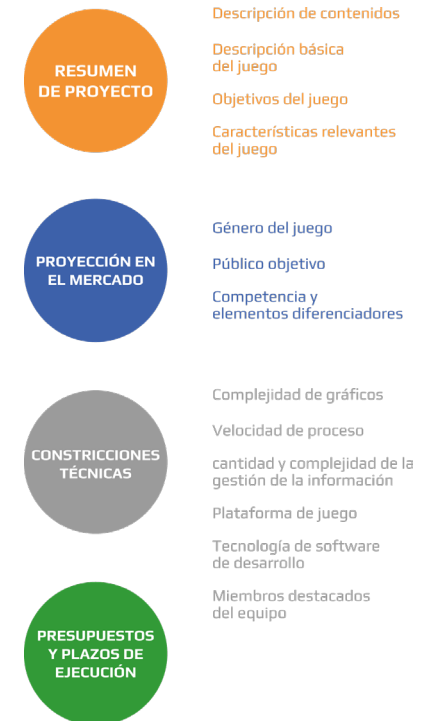 RESUMEN
DE PROYECTO
Descripción de contenidos
Descripción básica
del juego
Objetivos del juego
Características relevantes
del juego
PROYECCIÓN EN
EL MERCADO
Género del juego
Público objetivo
Competencia y
elementos diferenciadores
CONSTRICCIONES
TÉCNICAS
Complejidad de gráficos
Velocidad de proceso
cantidad y complejidad de la
gestión de la información
Plataforma de juego
Tecnología de software
de desarrollo
Miembros destacados
del equipo
PRESUPUESTOS
Y PLAZOS DE
EJECUCIÓN